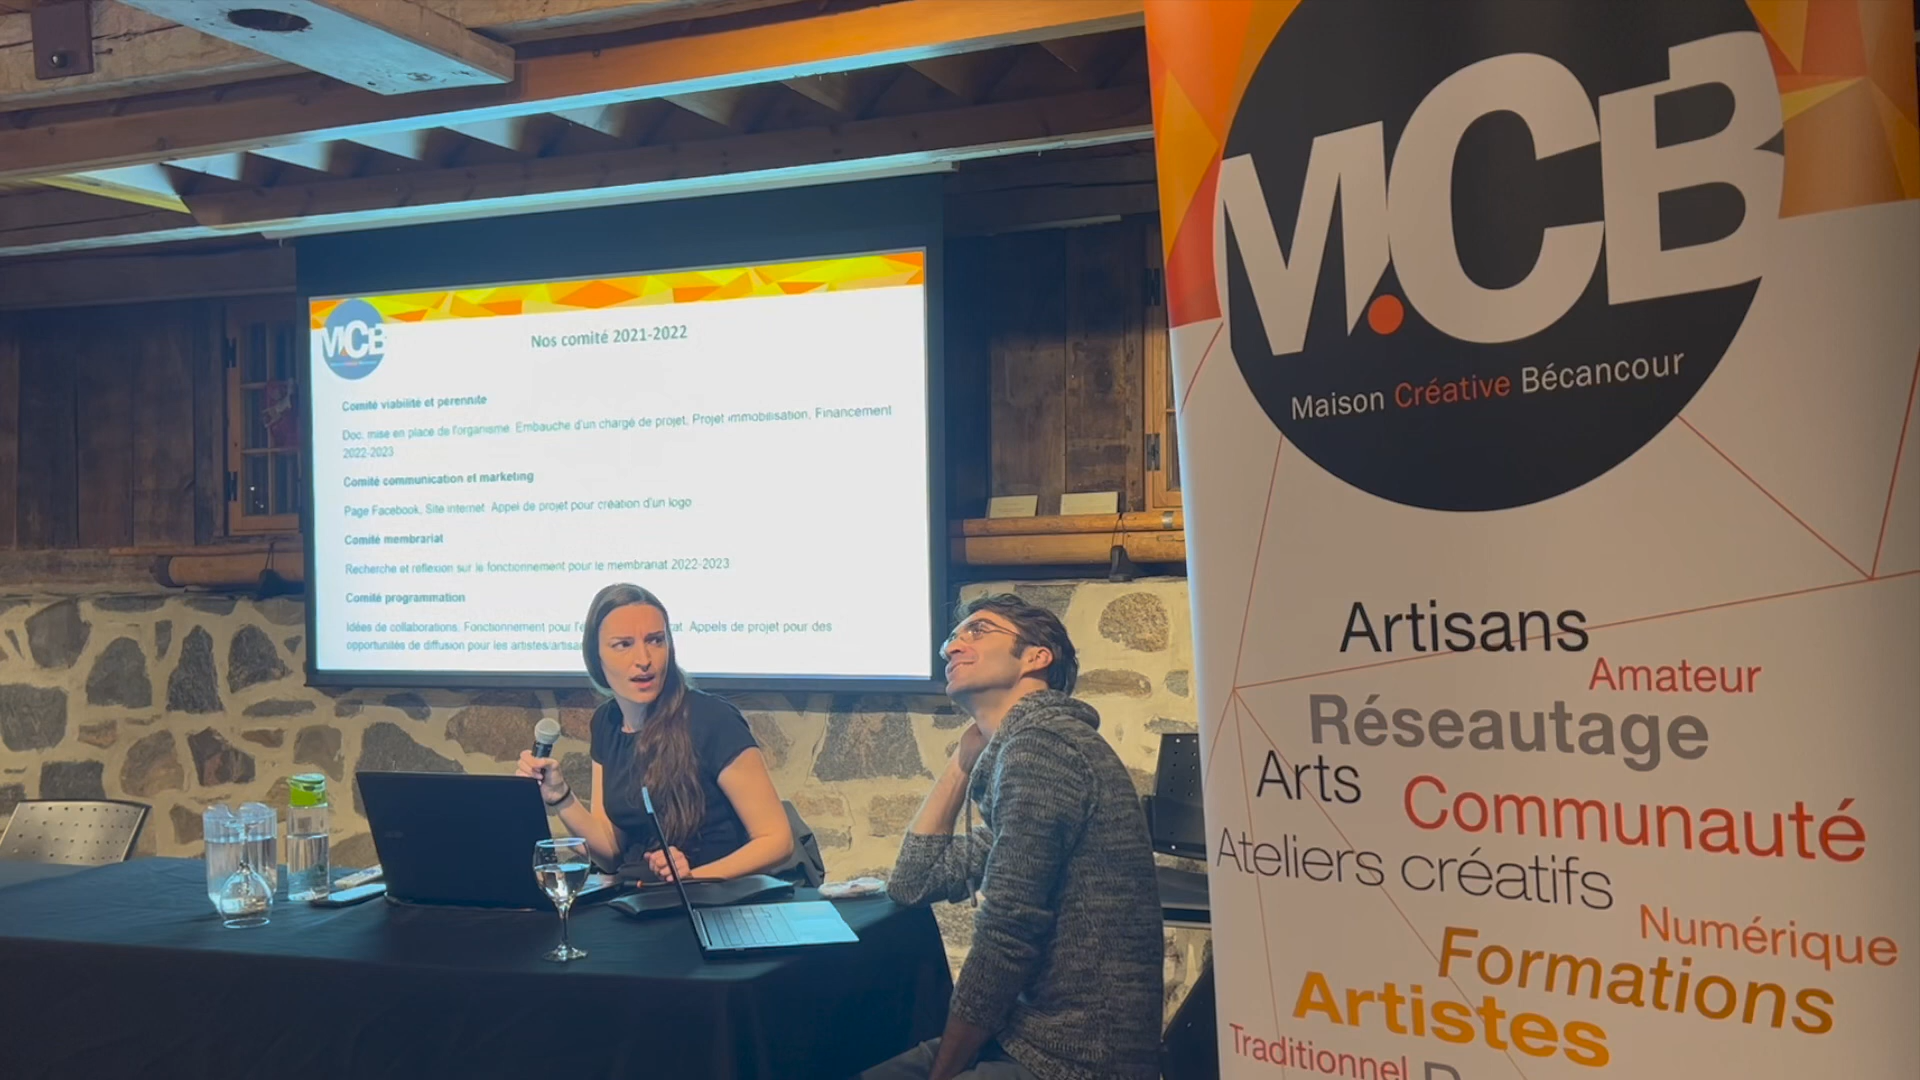 MCB
Nos comité 2021-2022
Comité viabilité et pérennité
Doc. mise en place de l'organisme. Embauche d'un chargé de projet, Projet immobilisation, Financement
2022-2023
Comité communication et marketing
Page Facebook, Site internet. Appel de projet pour création d'un logo
Comité membrariat
Recherche et réflexion sur le fonctionnement pour le membrariat 2022-2023
Comité programmation
Idées de collaborations. Fonctionnement pour Appels de projet pour des
opportunités de diffusion pour les artistes/artisa
M.CB
Maison Créative Bécancour
Artisans
Amateur
Réseautage
Arts
Communauté
Ateliers créatifs
Numérique
Formations
Artistes
Traditionnel